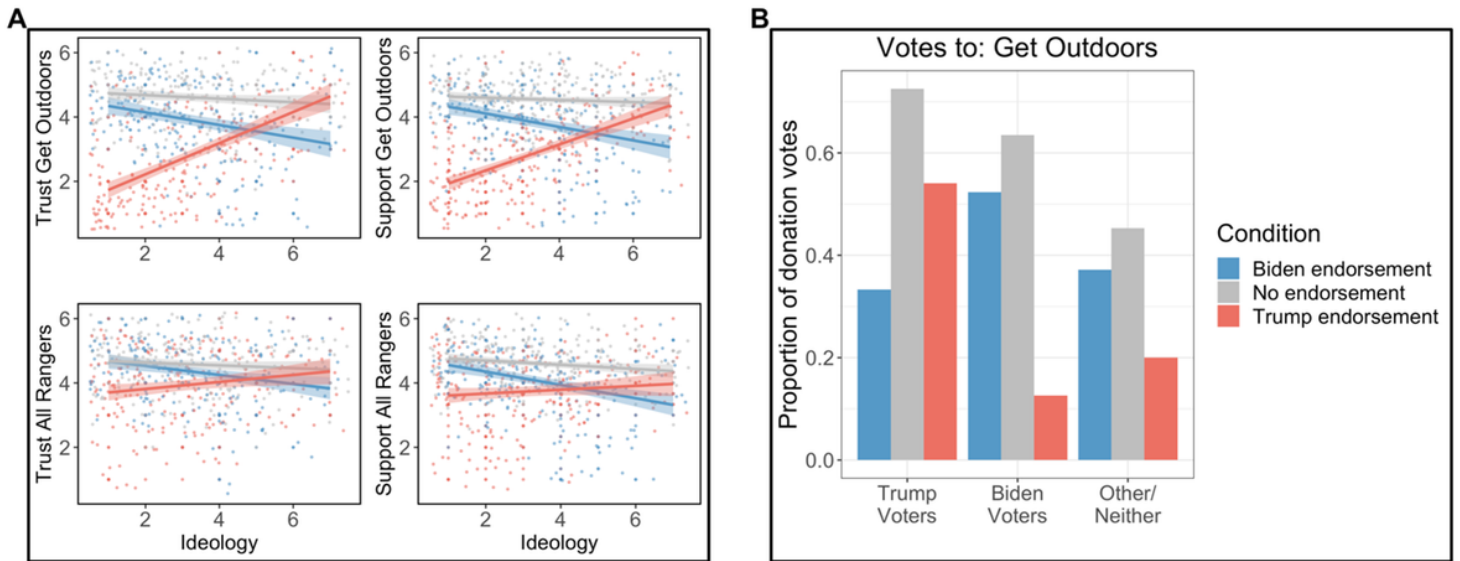 A
B
Trust Get Outdoors
6
4
2
2
4
6
Support Get Outdoors
6
4
2
2
4
6
Trust All Rangers
6
4
2
2
4
6
Ideology
Support All Rangers
6
4
2
2
4
6
Ideology
Votes to: Get Outdoors
Proportion of donation votes
0.6
0.4
0.2
0.0
Trump
Voters
Biden
Voters
Other/
Neither
Condition
Biden endorsement
No endorsement
Trump endorsement